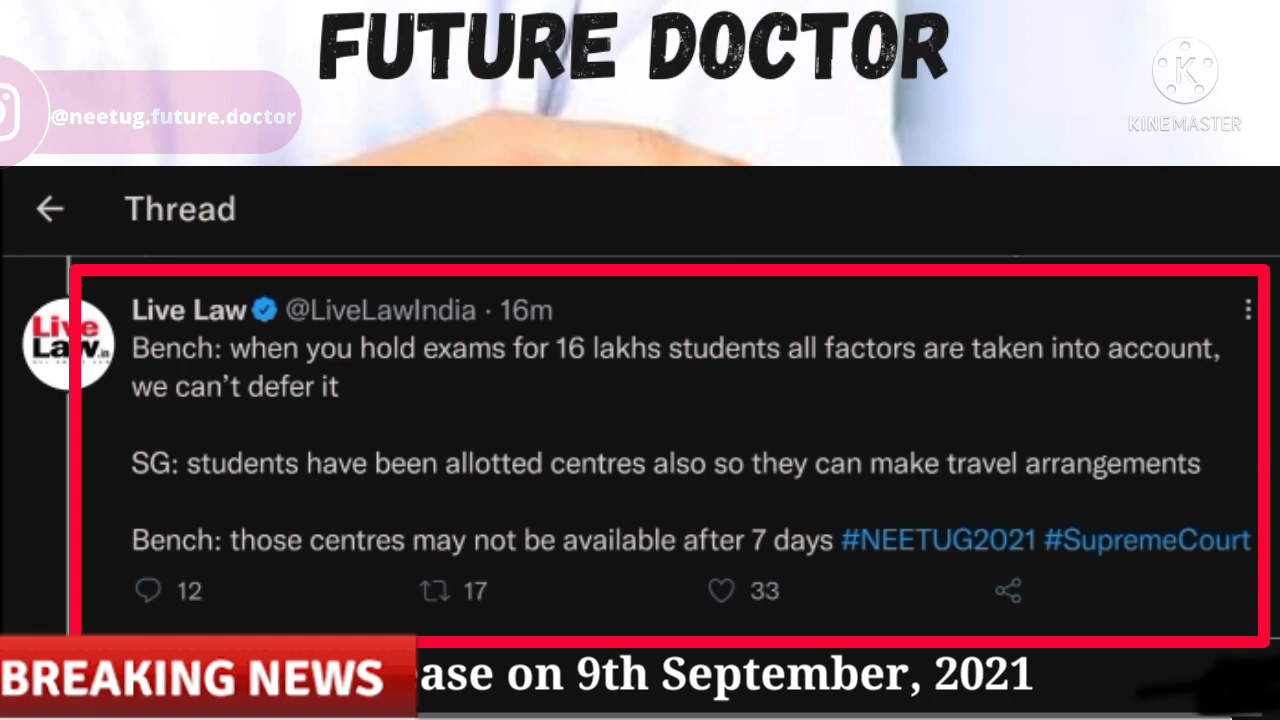 FUTURE DOCTOR
@neetug.future.doctor
K
KINEMASTER
Thread
Live Law @LiveLawIndia · 16m
Live
Law.in
Bench: when you hold exams for 16 lakhs students all factors are taken into account,
we can't defer it
SG: students have been allotted centres also so they can make travel arrangements
Bench: those centres may not be available after 7 days #NEETUG2021 #SupremeCourt
12 17 33
BREAKING NEWS
ase on 9th September, 2021